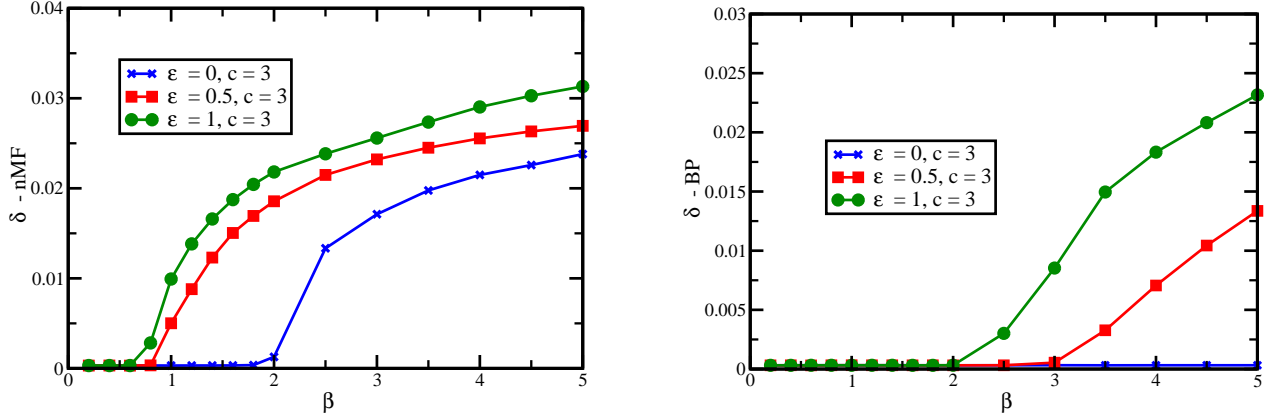 0.04
0.03
0.02
0.01
0
0 1 2 3 4 5
δ - nMF
β
ε = 0, c = 3
ε = 0.5, c = 3
ε = 1, c = 3
0.03
0.025
0.02
0.015
0.01
0.005
0
0 1 2 3 4 5
δ - BP
β
ε = 0, c = 3
ε = 0.5, c = 3
ε = 1, c = 3